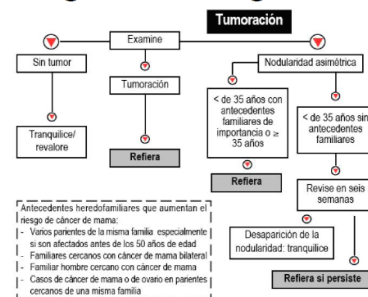 Tumoración
Examine
Sin tumor
Nodularidad asimétrica
Tumoración
< de 35 años con
antecedentes
familiares de
importancia o ≥
35 años
< de 35 años sin
antecedentes
familiares
Tranquilice/
revalore
Refiera
Refiera
Revise en seis
semanas
Desaparición de la
nodularidad: tranquilice
Refiera si persiste
Antecedentes heredofamiliares que aumentan el
riesgo de cáncer de mama:
- Varios parientes de la misma familia especialmente
si son afectados antes de los 50 años de edad
- Familiares cercanos con cáncer de mama bilateral
- Familiar hombre cercano con cáncer de mama
- Casos de cáncer de mama o de ovario en parientes
cercanos de una misma familia